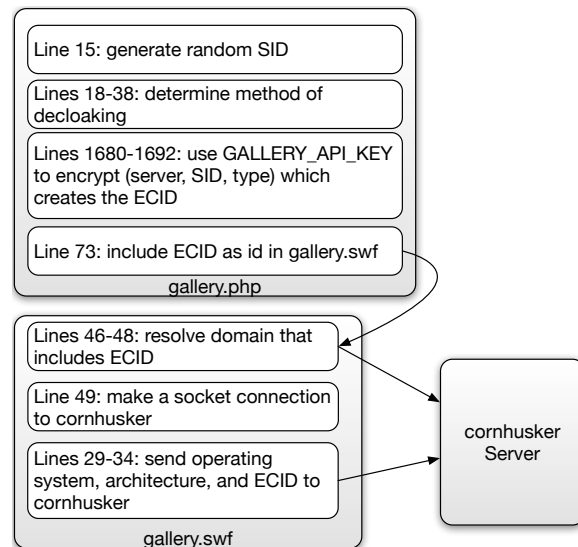 Line 15: generate random SID
Lines 18-38: determine method of
decloaking
Lines 1680-1692: use GALLERY_API_KEY
to encrypt (server, SID, type) which
creates the ECID
Line 73: include ECID as id in gallery.swf
gallery.php
Lines 46-48: resolve domain that
includes ECID
Line 49: make a socket connection
to cornhusker
Lines 29-34: send operating
system, architecture, and ECID to
cornhusker
gallery.swf
cornhusker
Server